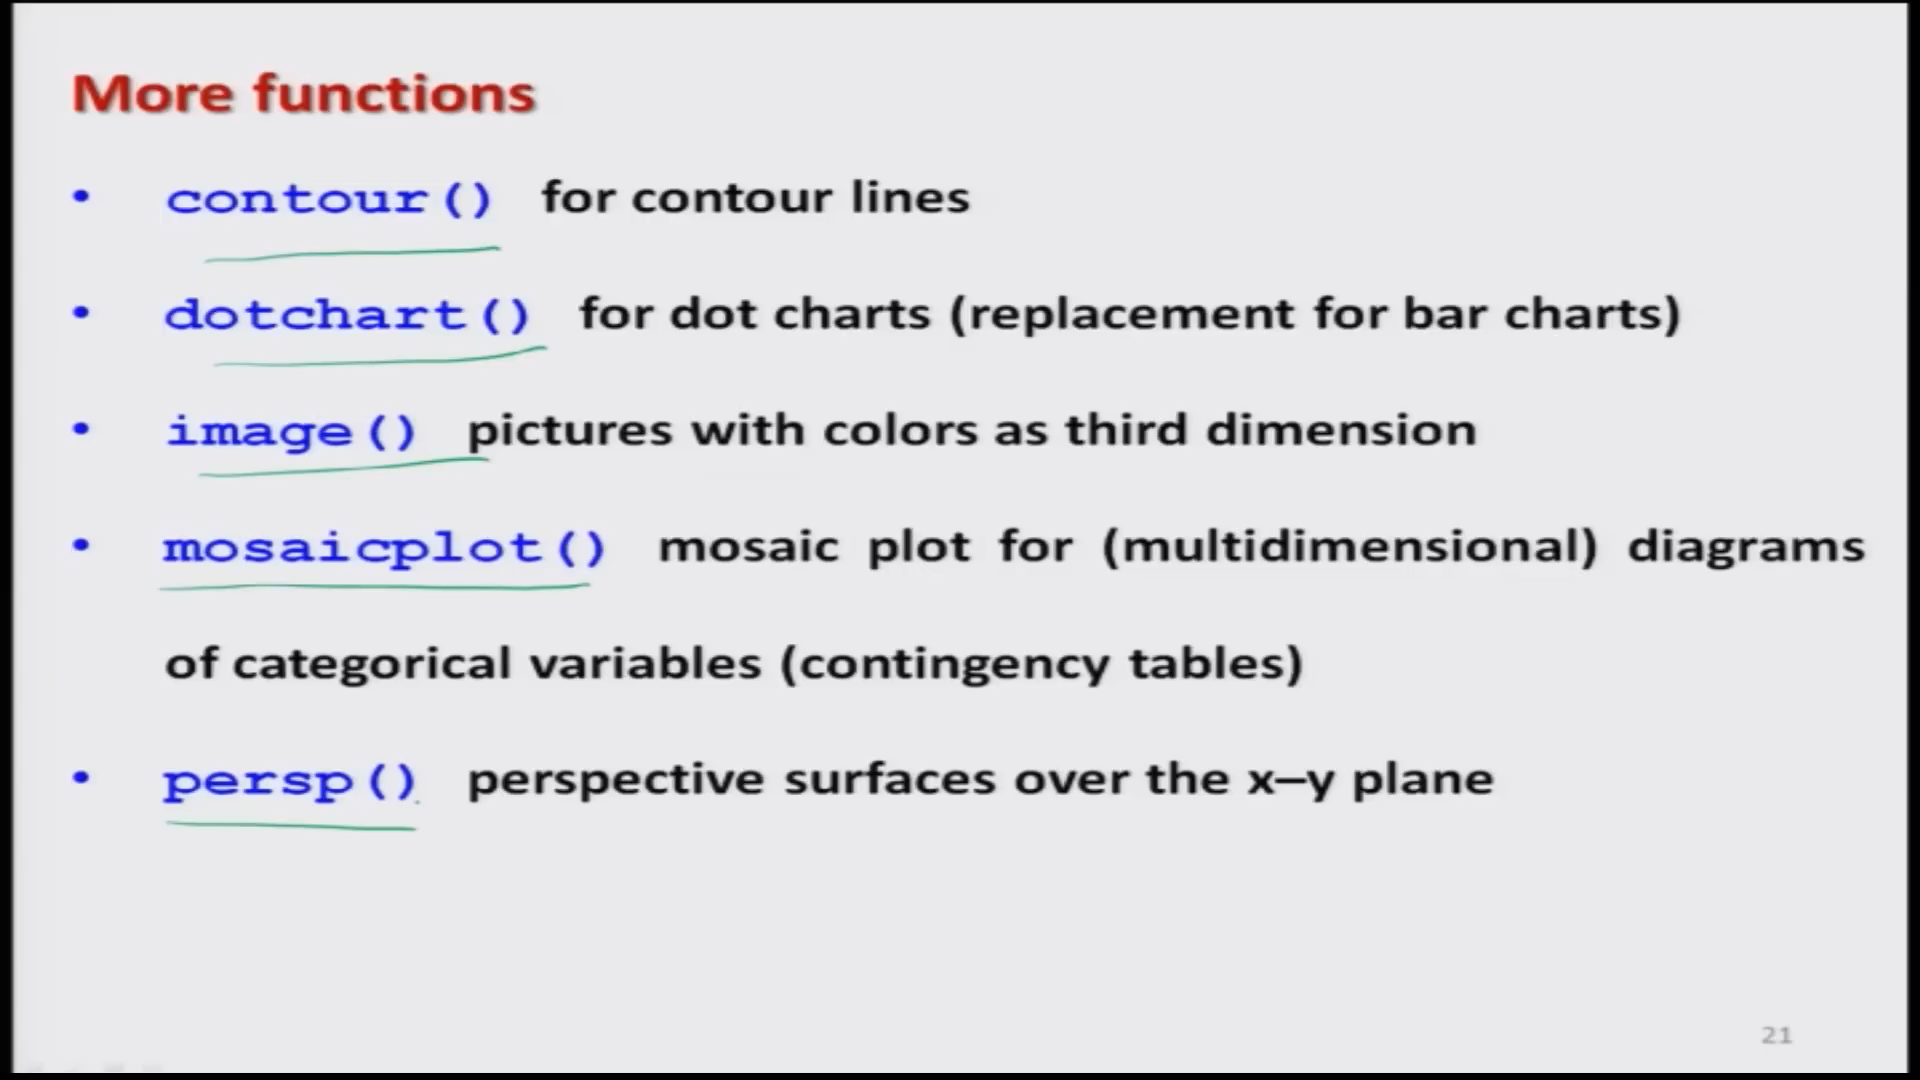 More functions
• contour() for contour lines
• dotchart() for dot charts (replacement for bar charts)
• image() pictures with colors as third dimension
• mosaicplot() mosaic plot for (multidimensional) diagrams
of categorical variables (contingency tables)
• persp() perspective surfaces over the x–y plane
21